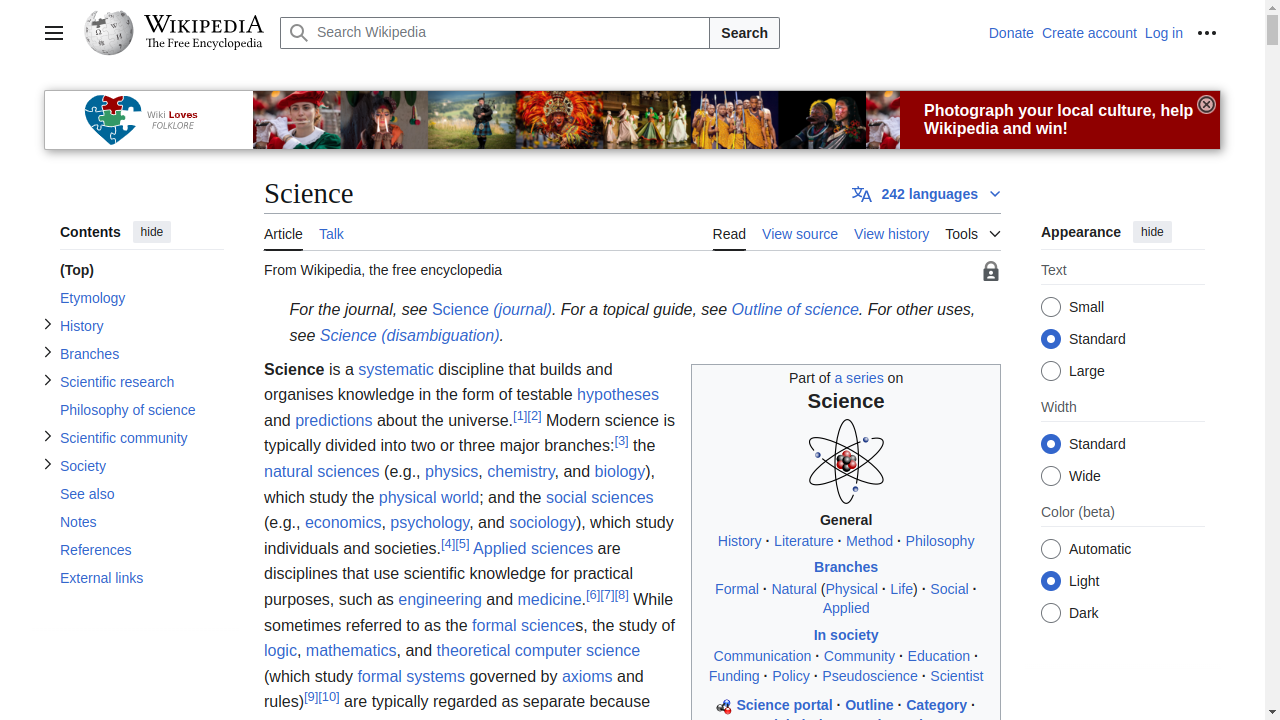 WIKIPEDIA
The Free Encyclopedia
Search Wikipedia
Search
Donate Create account Log in
Wiki Loves
FOLKLORE
Photograph your local culture, help
Wikipedia and win!
Science
242 languages
Contents hide
(Top)
Etymology
History
Branches
Scientific research
Philosophy of science
Scientific community
Society
See also
Notes
References
External links
Article Talk
Read View source View history Tools
From Wikipedia, the free encyclopedia
For the journal, see Science (journal). For a topical guide, see Outline of science. For other uses,
see Science (disambiguation).
Science is a systematic discipline that builds and
organises knowledge in the form of testable hypotheses
and predictions about the universe.[1][2] Modern science is
typically divided into two or three major branches:[3] the
natural sciences (e.g., physics, chemistry, and biology),
which study the physical world; and the social sciences
(e.g., economics, psychology, and sociology), which study
individuals and societies.[4][5] Applied sciences are
disciplines that use scientific knowledge for practical
purposes, such as engineering and medicine.[6][7][8] While
sometimes referred to as the formal sciences, the study of
logic, mathematics, and theoretical computer science
(which study formal systems governed by axioms and
rules)[9][10] are typically regarded as separate because
Part of a series on
Science
General
History · Literature · Method · Philosophy
Branches
Formal · Natural (Physical · Life) · Social ·
Applied
In society
Communication · Community · Education ·
Funding · Policy · Pseudoscience · Scientist
Science portal · Outline · Category ·
Appearance hide
Text
Small
Standard
Large
Width
Standard
Wide
Color (beta)
Automatic
Light
Dark